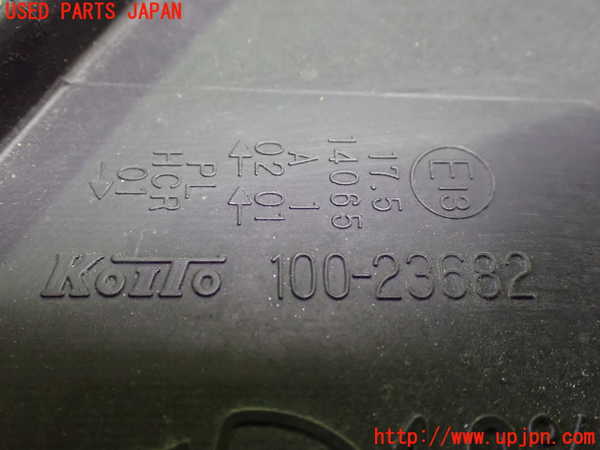 USED PARTS JAPAN
E13
17.5
14065
A 1
02 01
PL
HCR
01
KOITO 100-23682
http://www.upjpn.com/